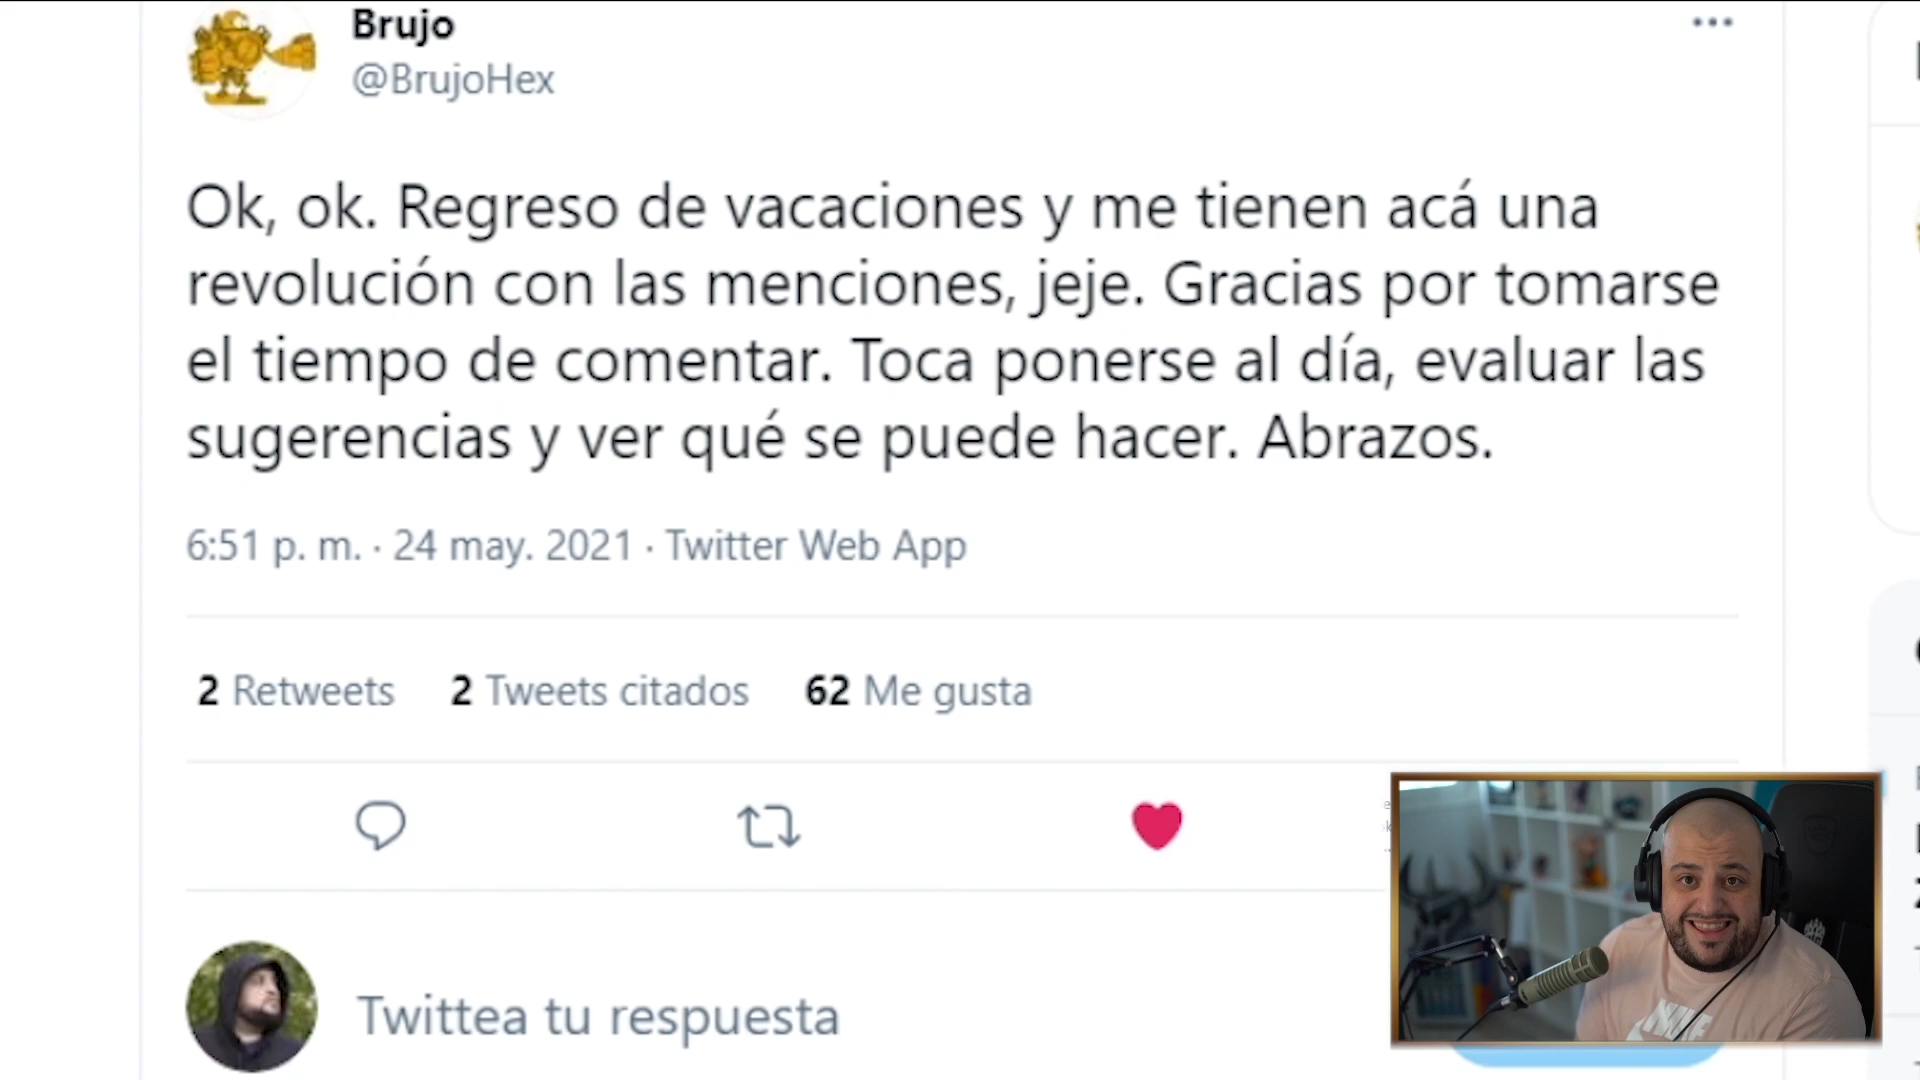 Brujo
@BrujoHex
Ok, ok. Regreso de vacaciones y me tienen acá una
revolución con las menciones, jeje. Gracias por tomarse
el tiempo de comentar. Toca ponerse al día, evaluar las
sugerencias y ver qué se puede hacer. Abrazos.
6:51 p. m. · 24 may. 2021 · Twitter Web App
2 Retweets 2 Tweets citados 62 Me gusta
Twittea tu respuesta
NIKE